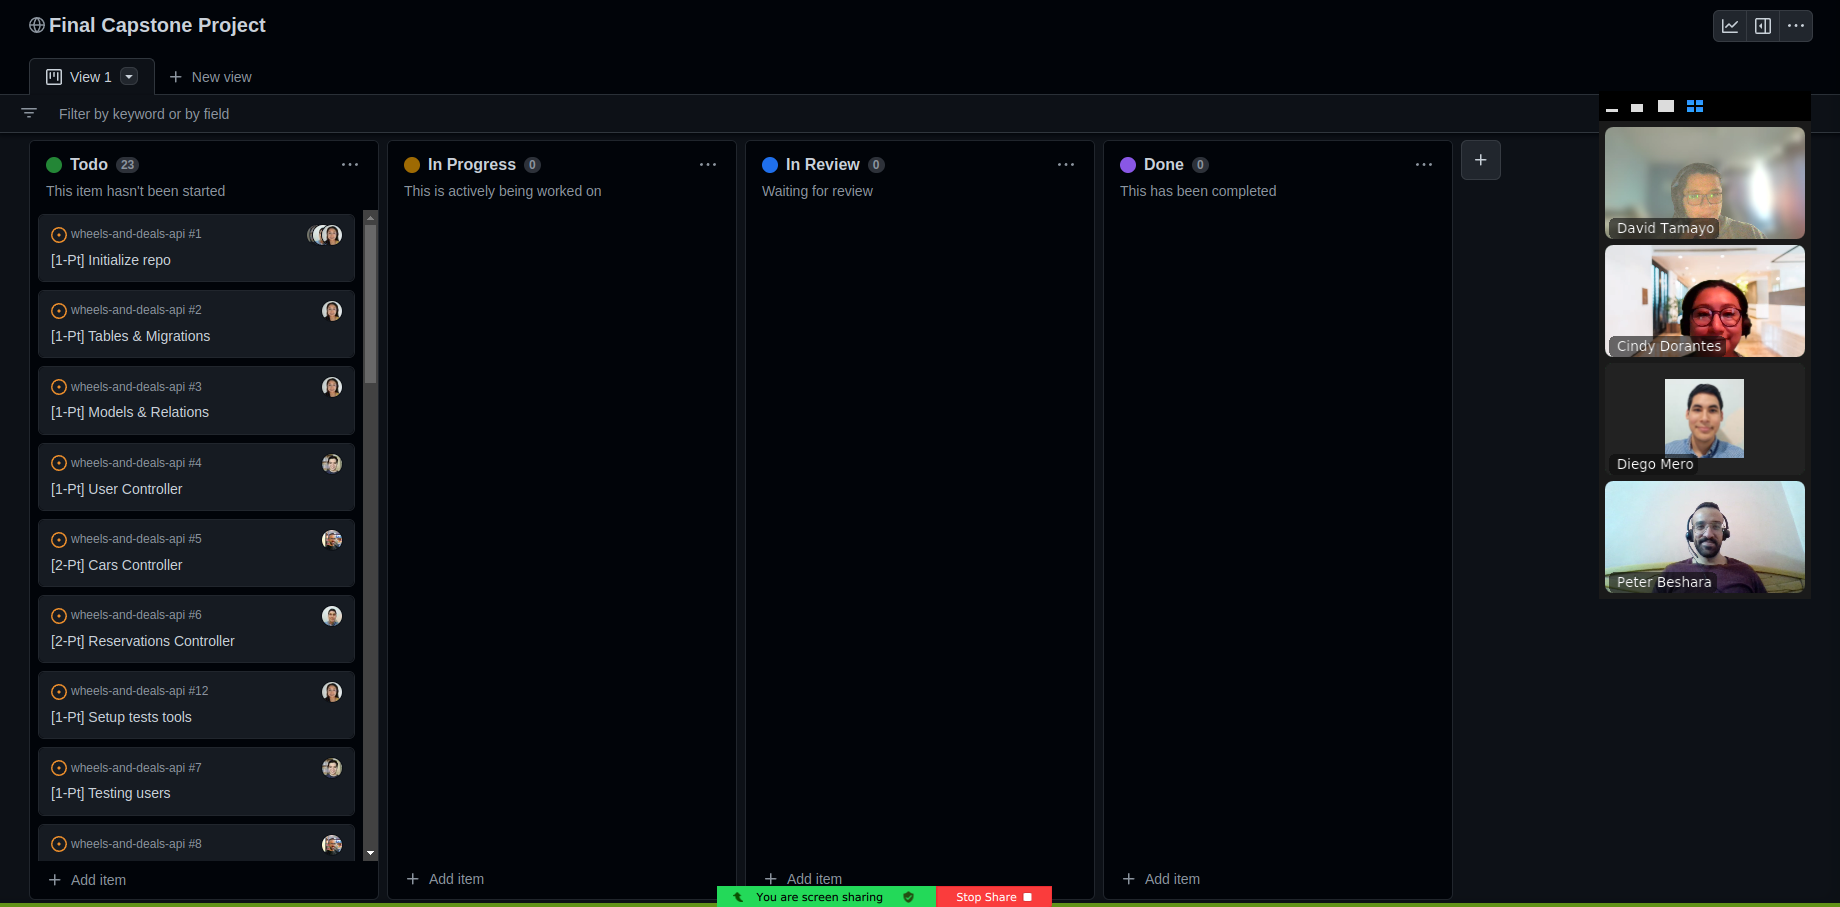 Final Capstone Project
View 1
New view
Filter by keyword or by field
Todo 23
This item hasn't been started
wheels-and-deals-api #1
[1-Pt] Initialize repo
wheels-and-deals-api #2
[1-Pt] Tables & Migrations
wheels-and-deals-api #3
[1-Pt] Models & Relations
wheels-and-deals-api #4
[1-Pt] User Controller
wheels-and-deals-api #5
[2-Pt] Cars Controller
wheels-and-deals-api #6
[2-Pt] Reservations Controller
wheels-and-deals-api #12
[1-Pt] Setup tests tools
wheels-and-deals-api #7
[1-Pt] Testing users
wheels-and-deals-api #8
Add item
In Progress 0
This is actively being worked on
Add item
In Review 0
Waiting for review
Add item
Done 0
This has been completed
Add item
David Tamayo
Cindy Dorantes
Diego Mero
Peter Beshara
You are screen sharing
Stop Share